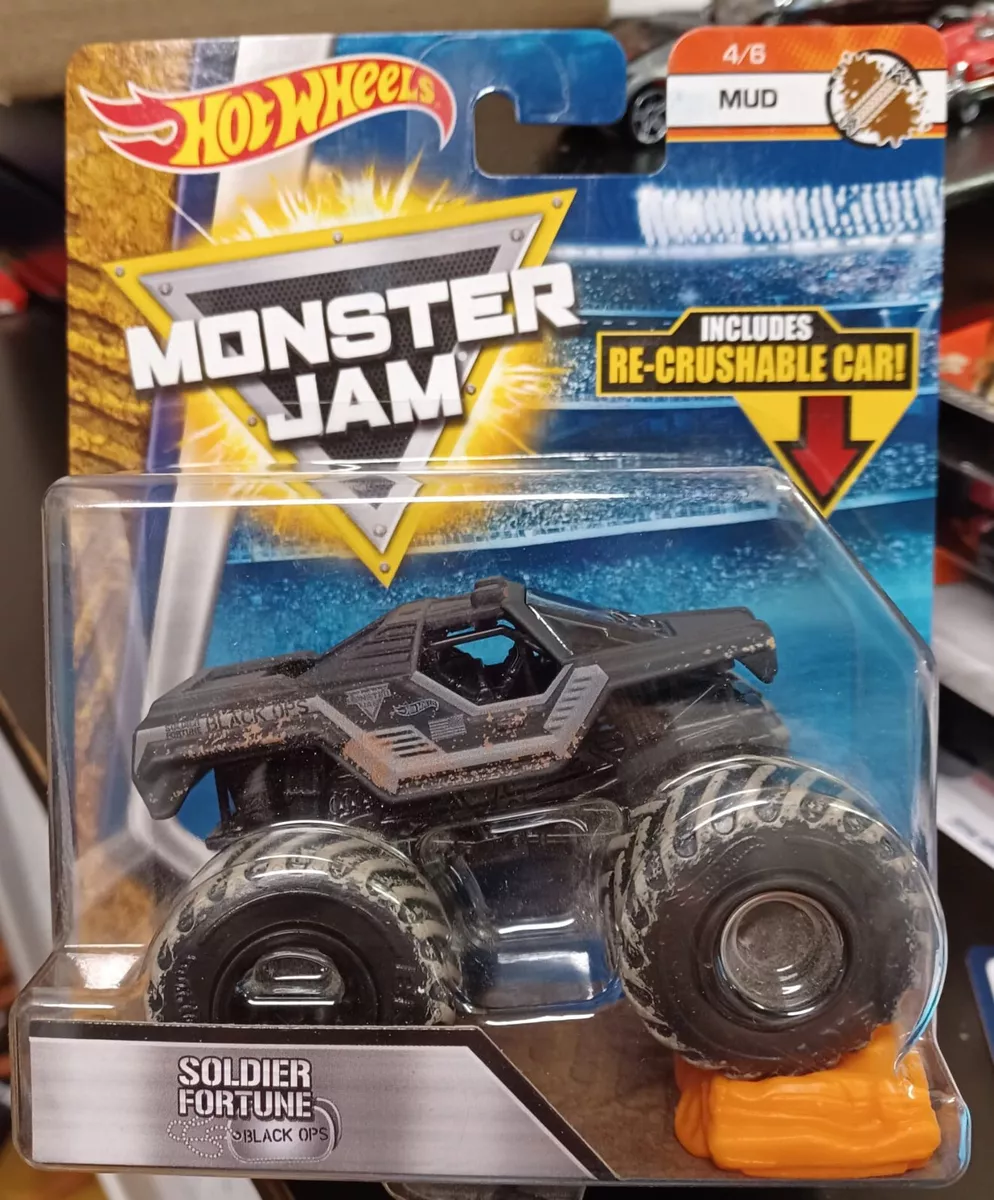 HOT WHEELS
4/6
MUD
MONSTER
JAM
INCLUDES
RE-CRUSHABLE CAR!
BLACK OPS
SOLDIER
FORTUNE
BLACK OPS